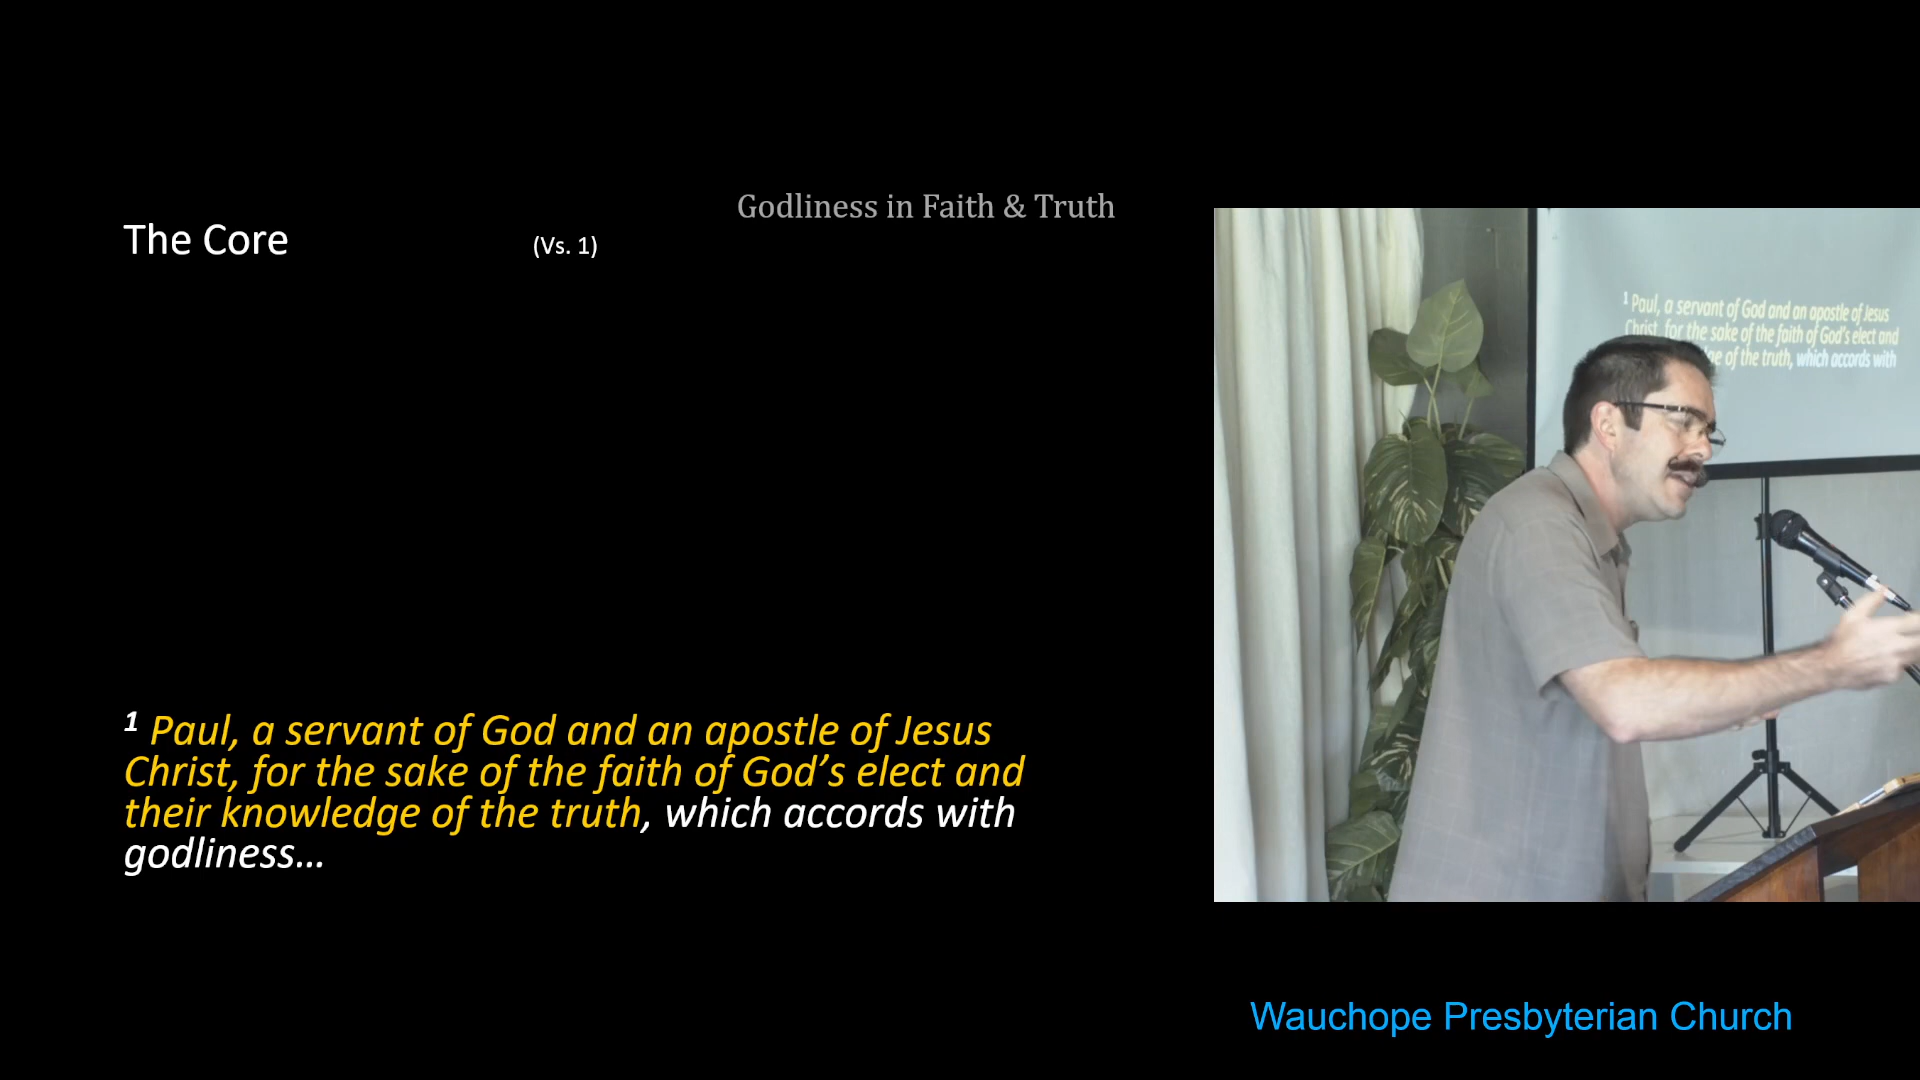 Godliness in Faith & Truth
The Core (Vs. 1)
1 Paul, a servant of God and an apostle of Jesus
Christ, for the sake of the faith of God’s elect and
their knowledge of the truth, which accords with
godliness...
1 Paul, a servant of God and an apostle of Jesus
Christ, for the sake of the faith of God's elect and
of the truth, which accords with
Wauchope Presbyterian Church